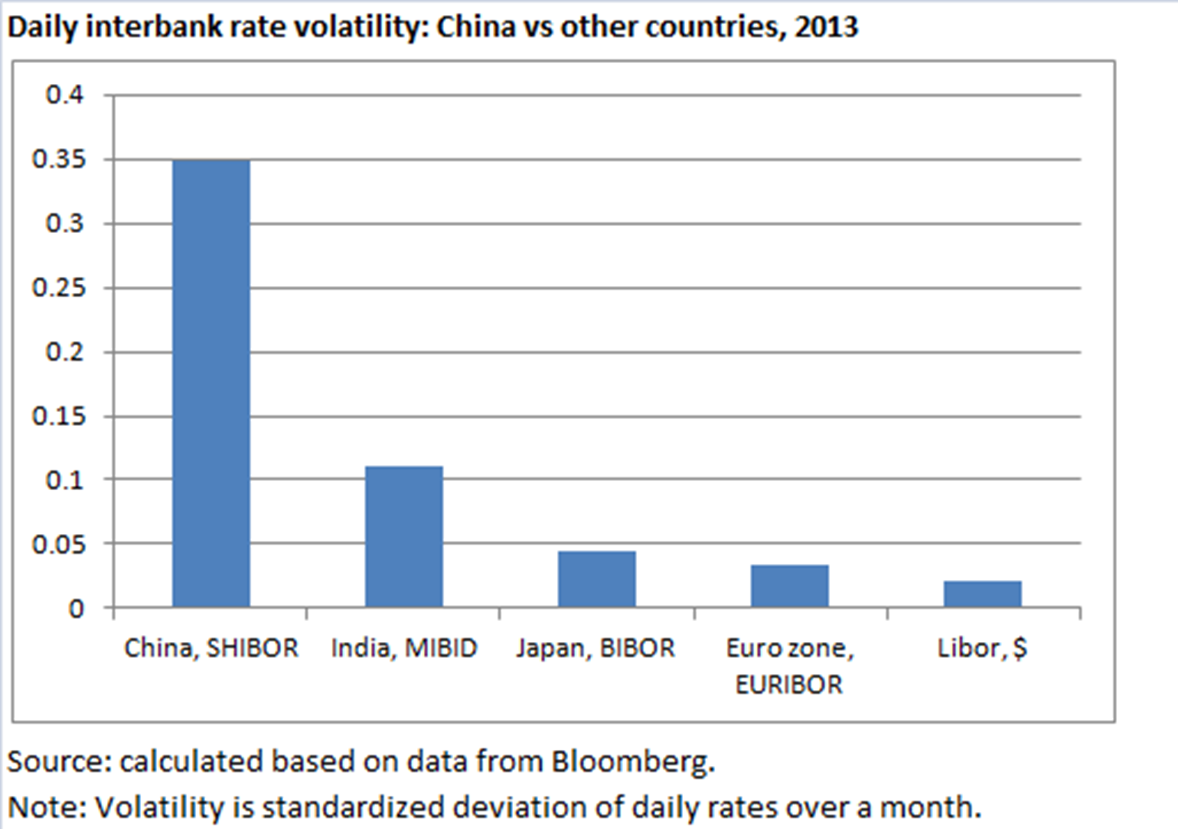 Daily interbank rate volatility: China vs other countries, 2013
0.4
0.35
0.3
0.25
0.2
0.15
0.1
0.05
0
China, SHIBOR
India, MIBID
Japan, BIBOR
Euro zone,
EURIBOR
Libor, $
Source: calculated based on data from Bloomberg.
Note: Volatility is standardized deviation of daily rates over a month.